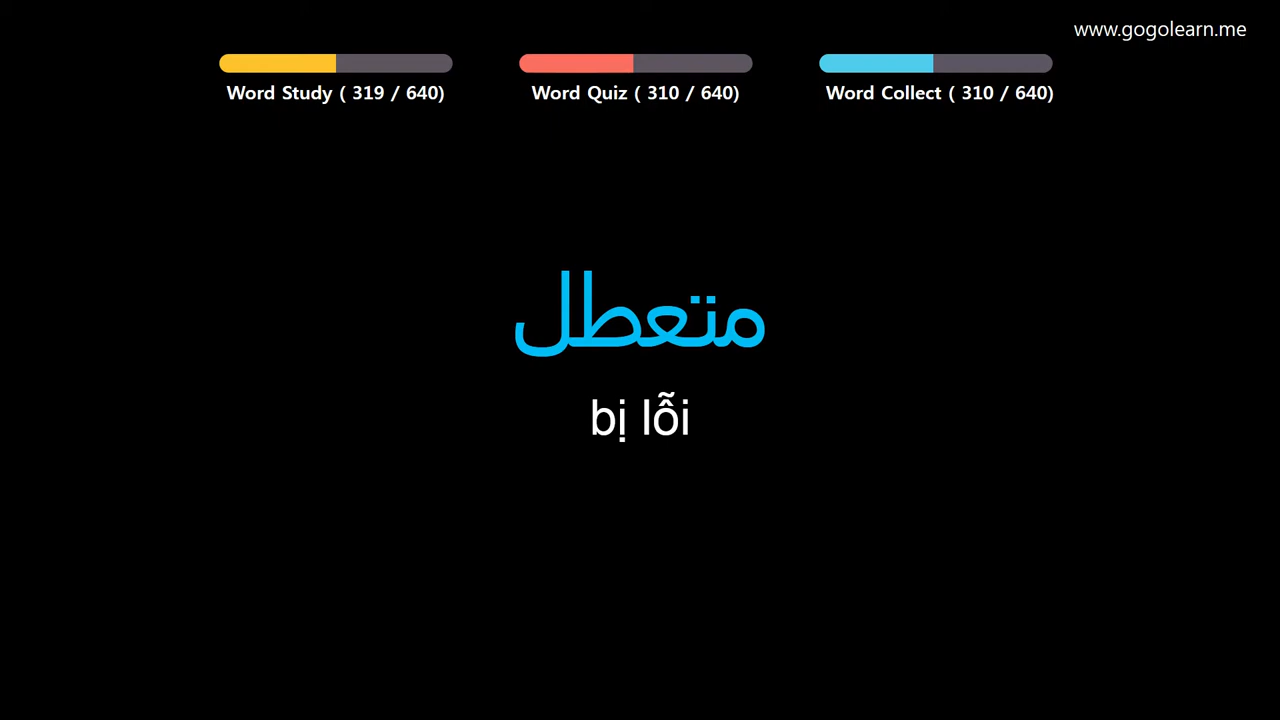 www.gogolearn.me
Word Study ( 319 / 640)
Word Quiz ( 310 / 640)
Word Collect ( 310 / 640)
متعطل
bị lỗi